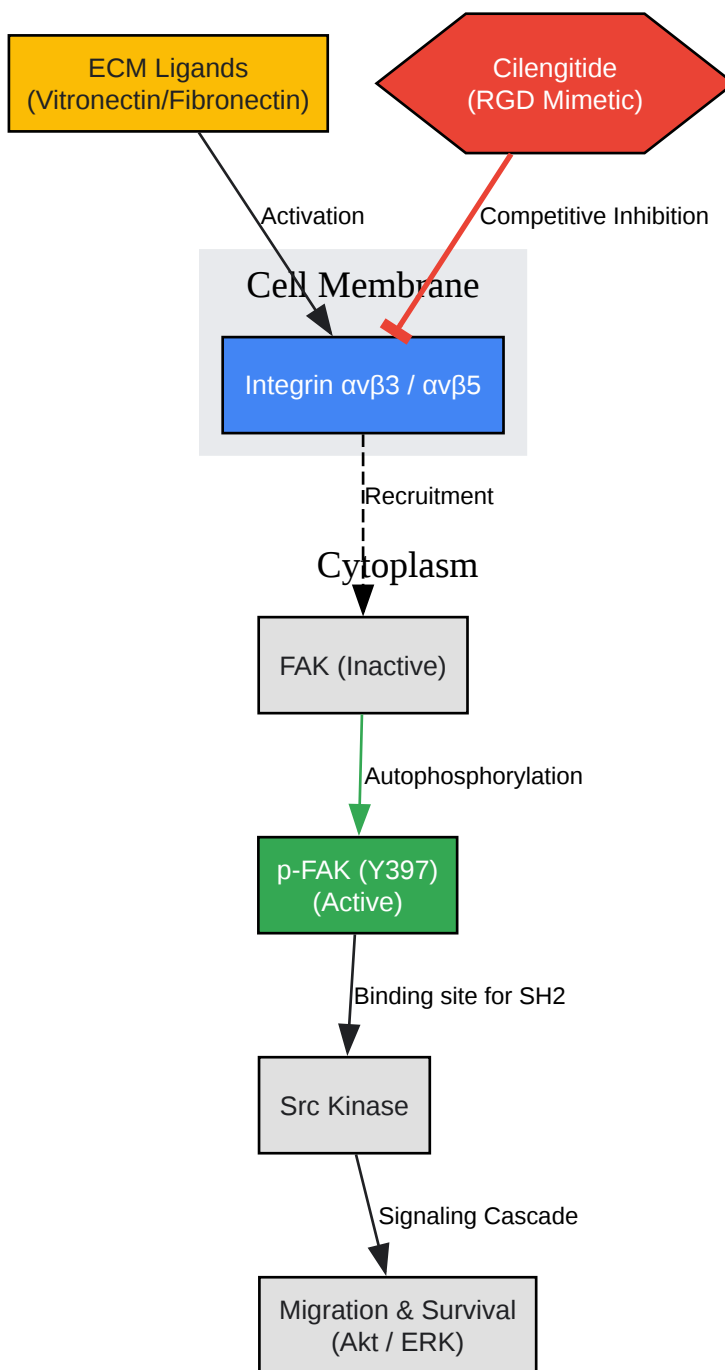 ECM Ligands
(Vitronectin/Fibronectin)
Cilengitide
(RGD Mimetic)
Activation
Competitive Inhibition
Cell Membrane
Integrin αvβ3 / αvβ5
Recruitment
Cytoplasm
FAK (Inactive)
Autophosphorylation
p-FAK (Y397)
(Active)
Binding site for SH2
Src Kinase
Signaling Cascade
Migration & Survival
(Akt / ERK)